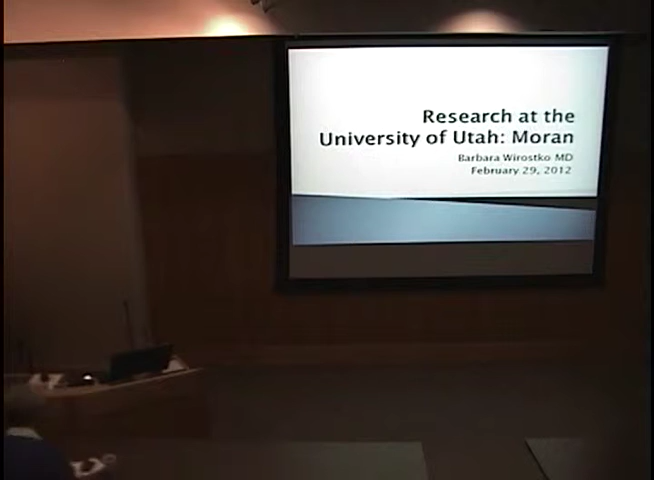 Research at the
University of Utah: Moran
Barbara Wirostko MD
February 29, 2012